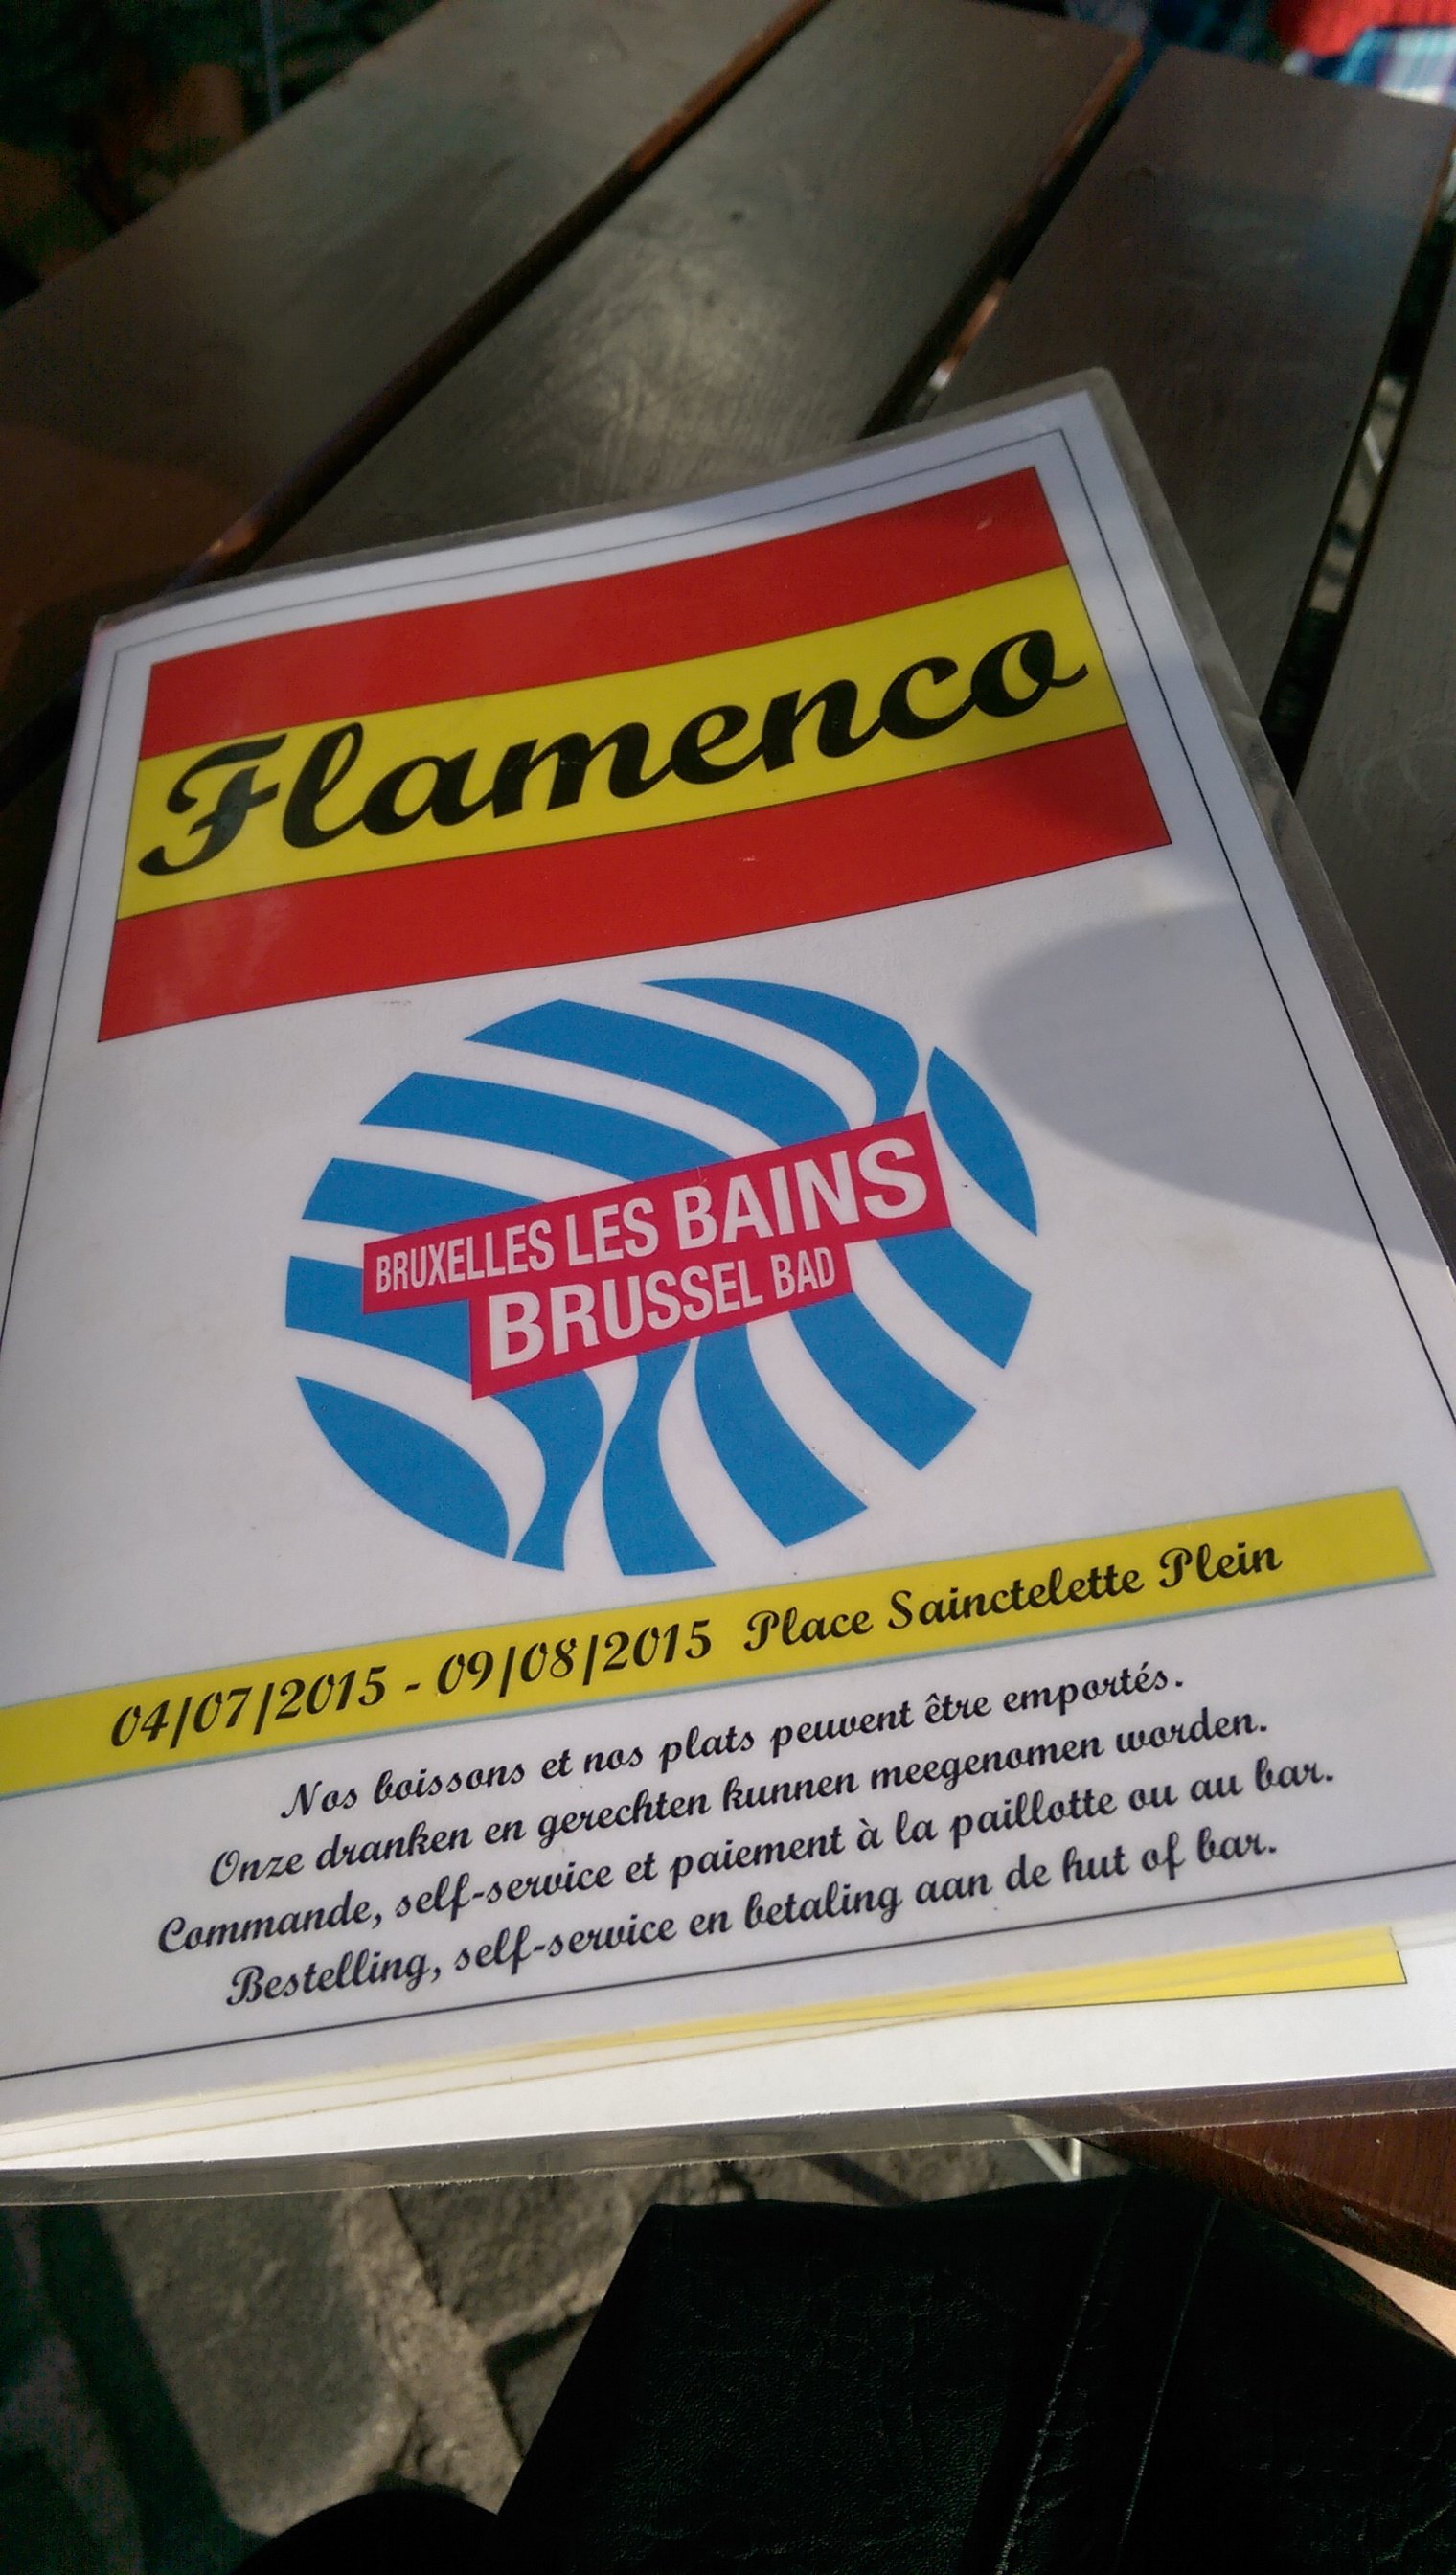 Flamenco
BRUXELLES LES BAINS
BRUSSEL BAD
04/07/2015 - 09/08/2015 Place Sainctelette Plein
Nos boissons et nos plats peuvent être emportés.
Onze dranken en gerechten kunnen meegenomen worden.
Commande, self-service et paiement à la paillotte ou au bar.
Bestelling, self-service en betaling aan de hut of bar.